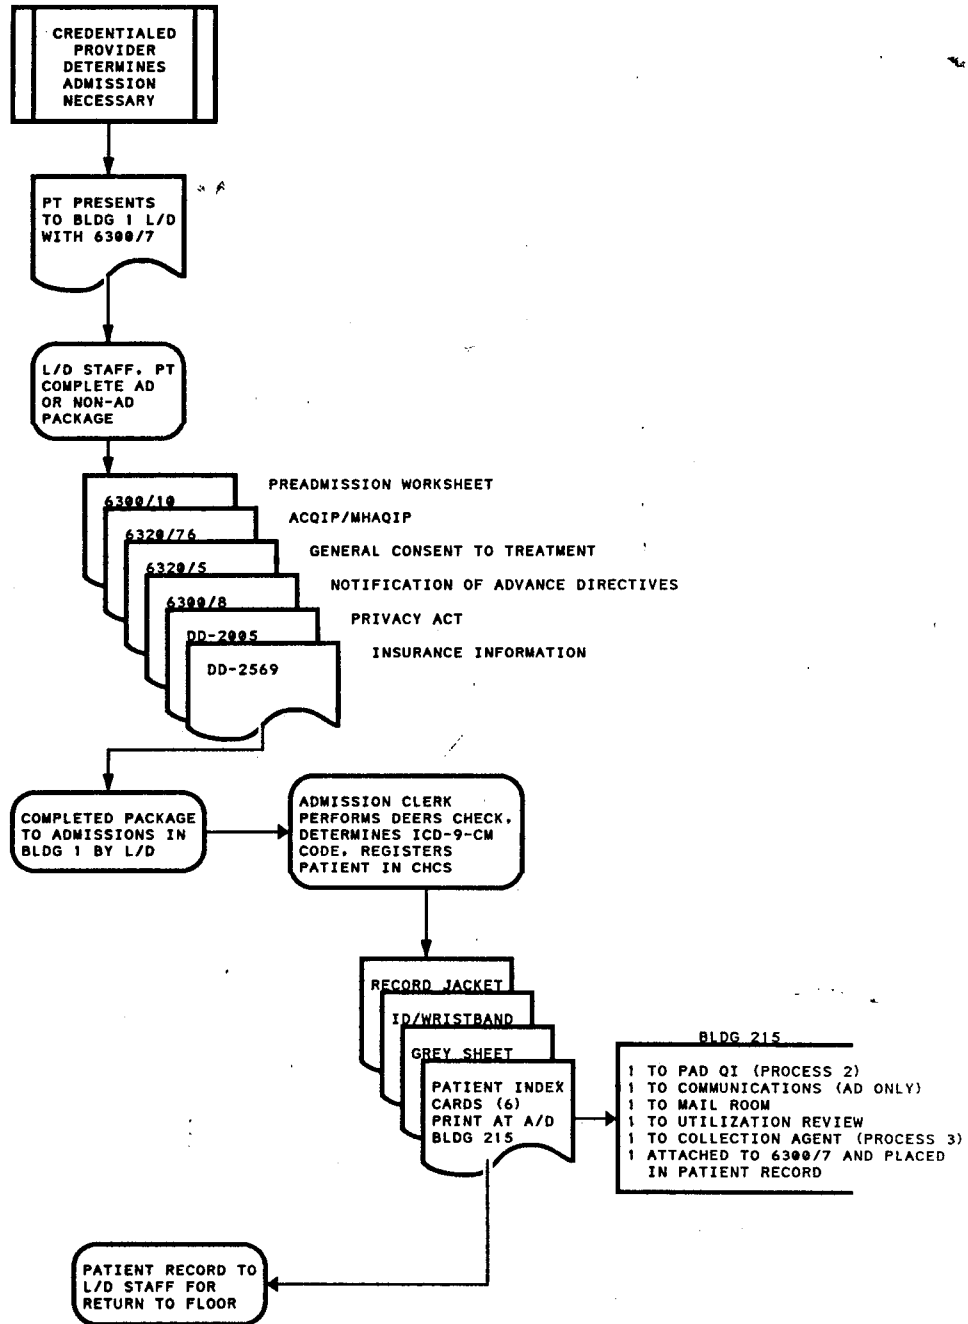 CREDENTIALED
PROVIDER
DETERMINES
ADMISSION
NECESSARY
PT PRESENTS
TO BLDG 1 L/D
WITH 6300/7
L/D STAFF. PT
COMPLETE AD
OR NON-AD
PACKAGE
6300/10
PREADMISSION WORKSHEET
6320/76
ACQIP/MHAQIP
6320/5
GENERAL CONSENT TO TREATMENT
6300/8
NOTIFICATION OF ADVANCE DIRECTIVES
DD-2005
PRIVACY ACT
DD-2569
INSURANCE INFORMATION
COMPLETED PACKAGE
TO ADMISSIONS IN
BLDG 1 BY L/D
ADMISSION CLERK
PERFORMS DEERS CHECK.
DETERMINES ICD-9-CM
CODE. REGISTERS
PATIENT IN CHCS
RECORD JACKET
ID/WRISTBAND
GREY SHEET
PATIENT INDEX
CARDS (6)
PRINT AT A/D
BLDG 215
BLDG 215
1 TO PAD QI (PROCESS 2)
1 TO COMMUNICATIONS (AD ONLY)
1 TO MAIL ROOM
1 TO UTILIZATION REVIEW
1 TO COLLECTION AGENT (PROCESS 3)
1 ATTACHED TO 6300/7 AND PLACED
IN PATIENT RECORD
PATIENT RECORD TO
L/D STAFF FOR
RETURN TO FLOOR